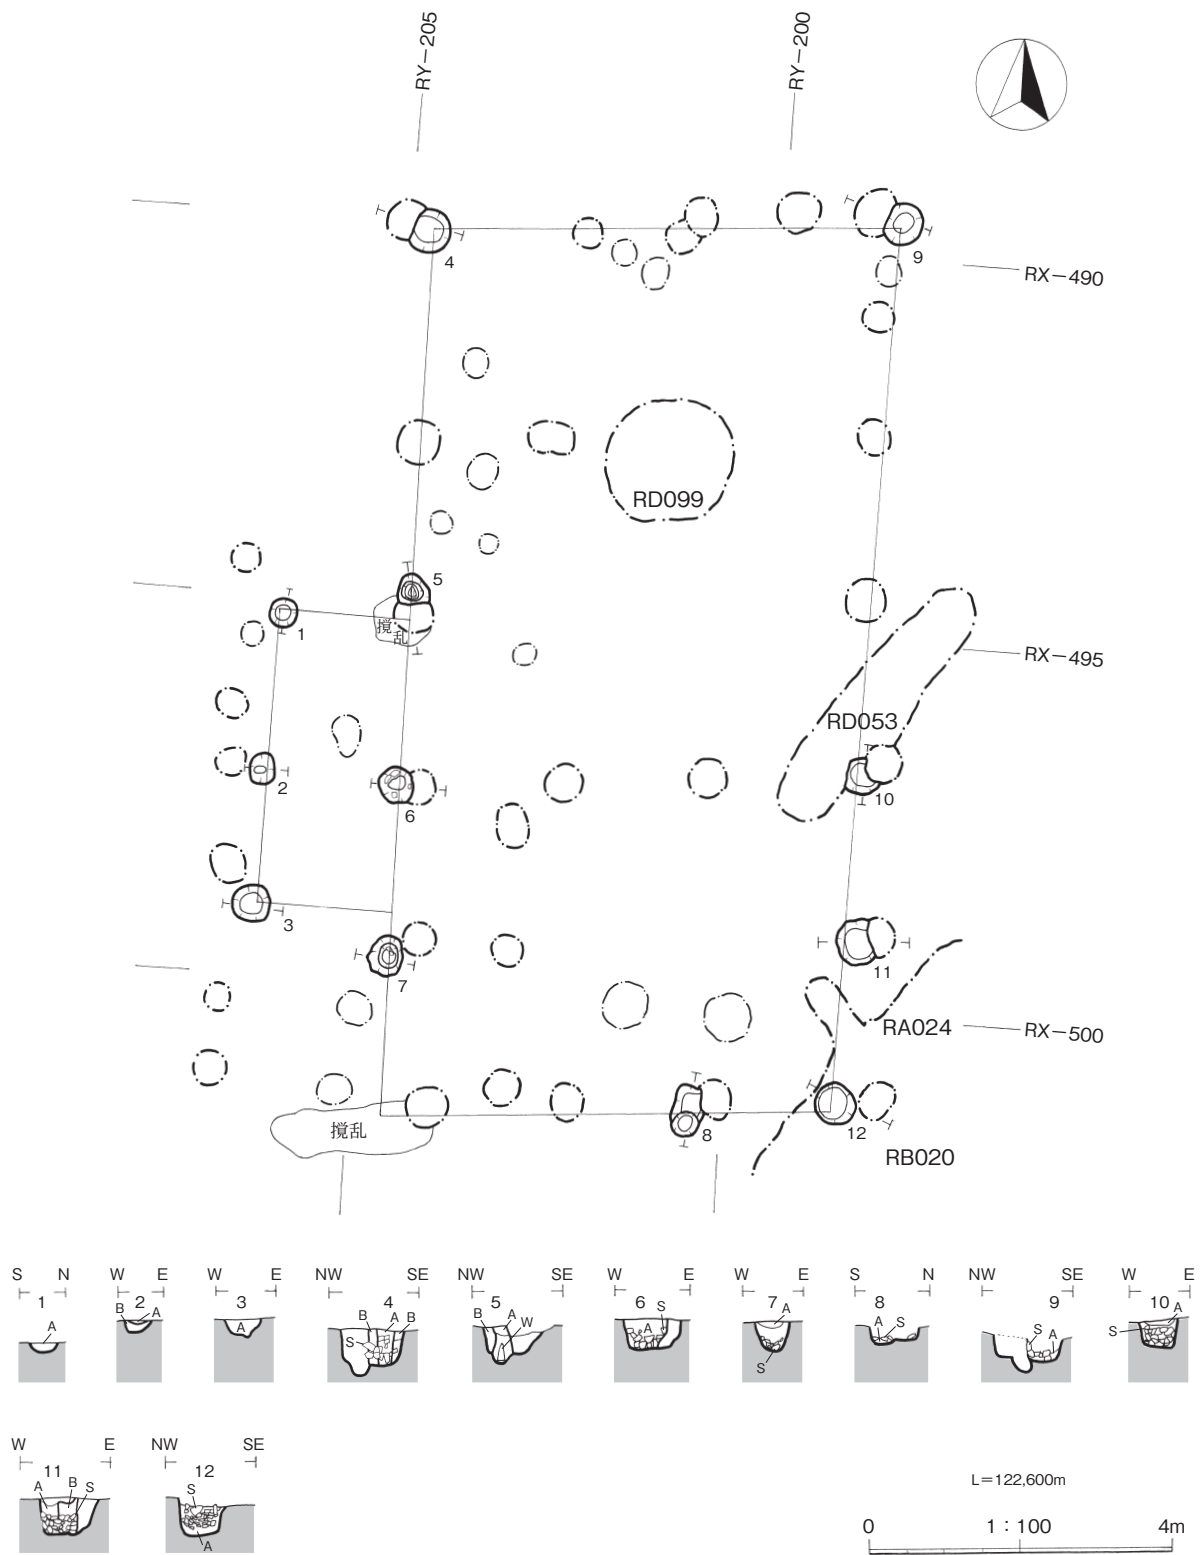 RY－205
RY－200
4
9
RX－490
RD099
5
撹乱
1
RX－495
RD053
2
6
10
3
7
11
RA024
RX－500
撹乱
8
12
RB020
S N W E W E NW SE NW SE W E W E S N NW SE W E
1 2 3 4 5 6 7 8 9 10
A
B A
A
B A B
S
B A W
S
A
A
S
A S
S A
A
S
W E NW SE
11 12
A B S
S
A
L＝122,600m
0 1：100 4m